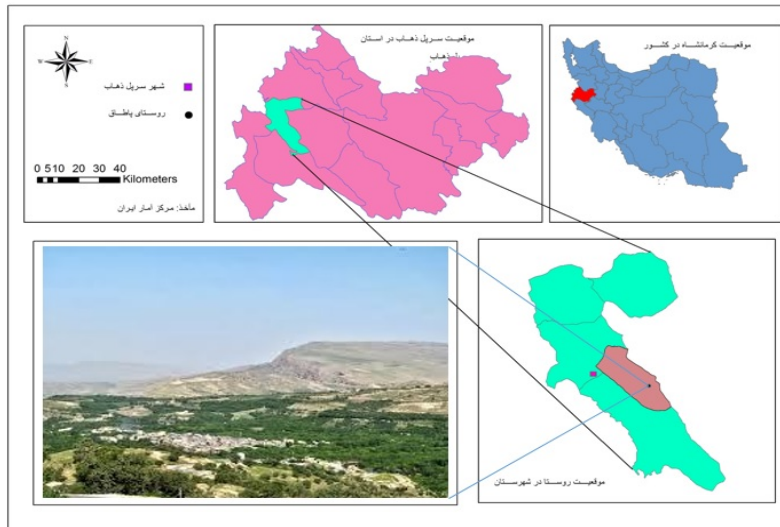 موقعیت کرمانشاه در کشور
موقعیت سرپل ذهاب در استان
ذهاب
N
W
E
S
شهر سرپل ذهاب
روستای پاطاق
0 5 10 20 30 40
Kilometers
مأخذ: مرکز آمار ایران
موقعیت روستا در شهرستان